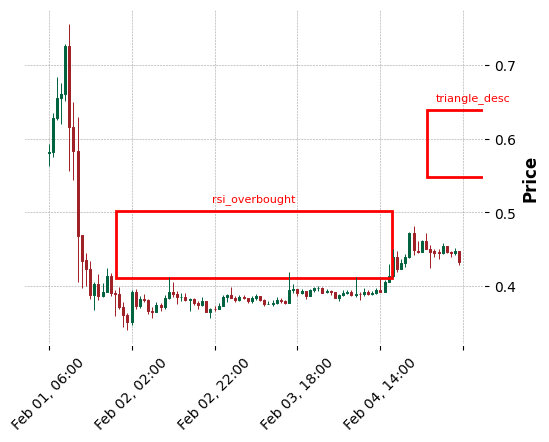 0.7
triangle_desc
0.6
rsi_overbought
0.5
0.4
Price
Feb 01, 06:00
Feb 02, 02:00
Feb 02, 22:00
Feb 03, 18:00
Feb 04, 14:00